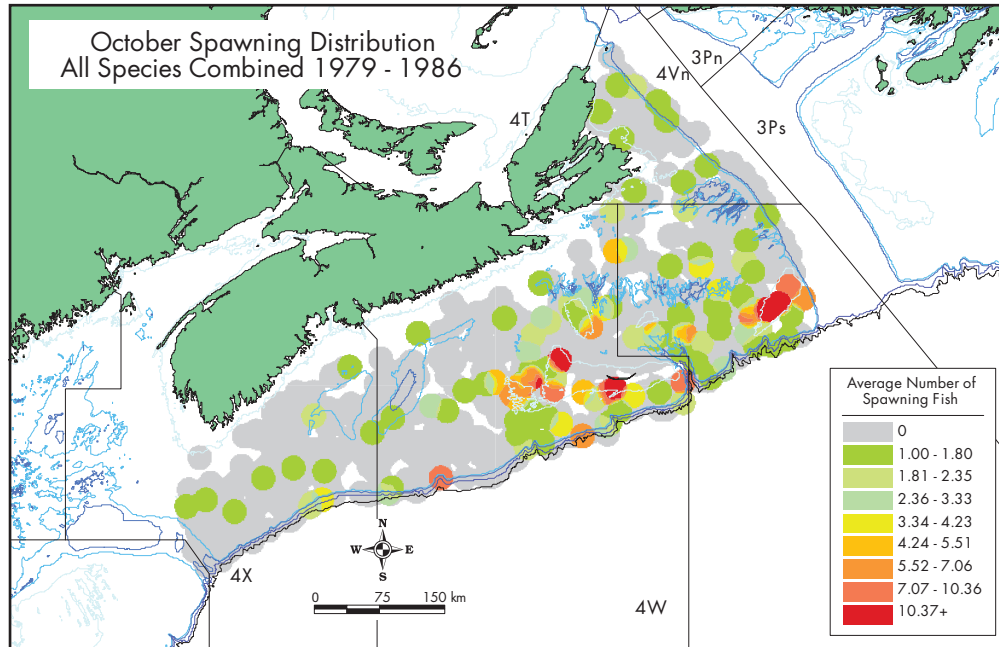 October Spawning Distribution
All Species Combined 1979 - 1986
3Pn
4Vn
3Ps
4T
Average Number of
Spawning Fish
0
1.00 - 1.80
1.81 - 2.35
2.36 - 3.33
3.34 - 4.23
4.24 - 5.51
5.52 - 7.06
7.07 - 10.36
10.37+
N
W E
S
4X
0 75 150 km
4W